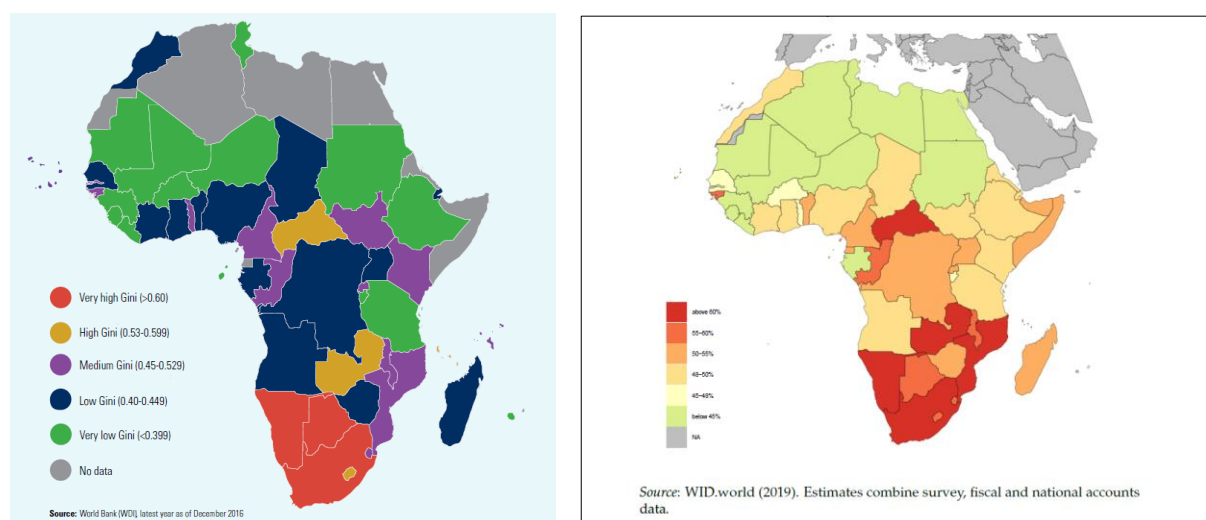 Very high Gini (>0.60)
High Gini (0.53-0.599)
Medium Gini (0.45-0.529)
Low Gini (0.40-0.449)
Very low Gini (<0.399)
No data
Source: World Bank (WDI), latest year as of December 2016
above 60%
55-60%
50-55%
48-50%
45-48%
below 45%
NA
Source: WID.world (2019). Estimates combine survey, fiscal and national accounts
data.